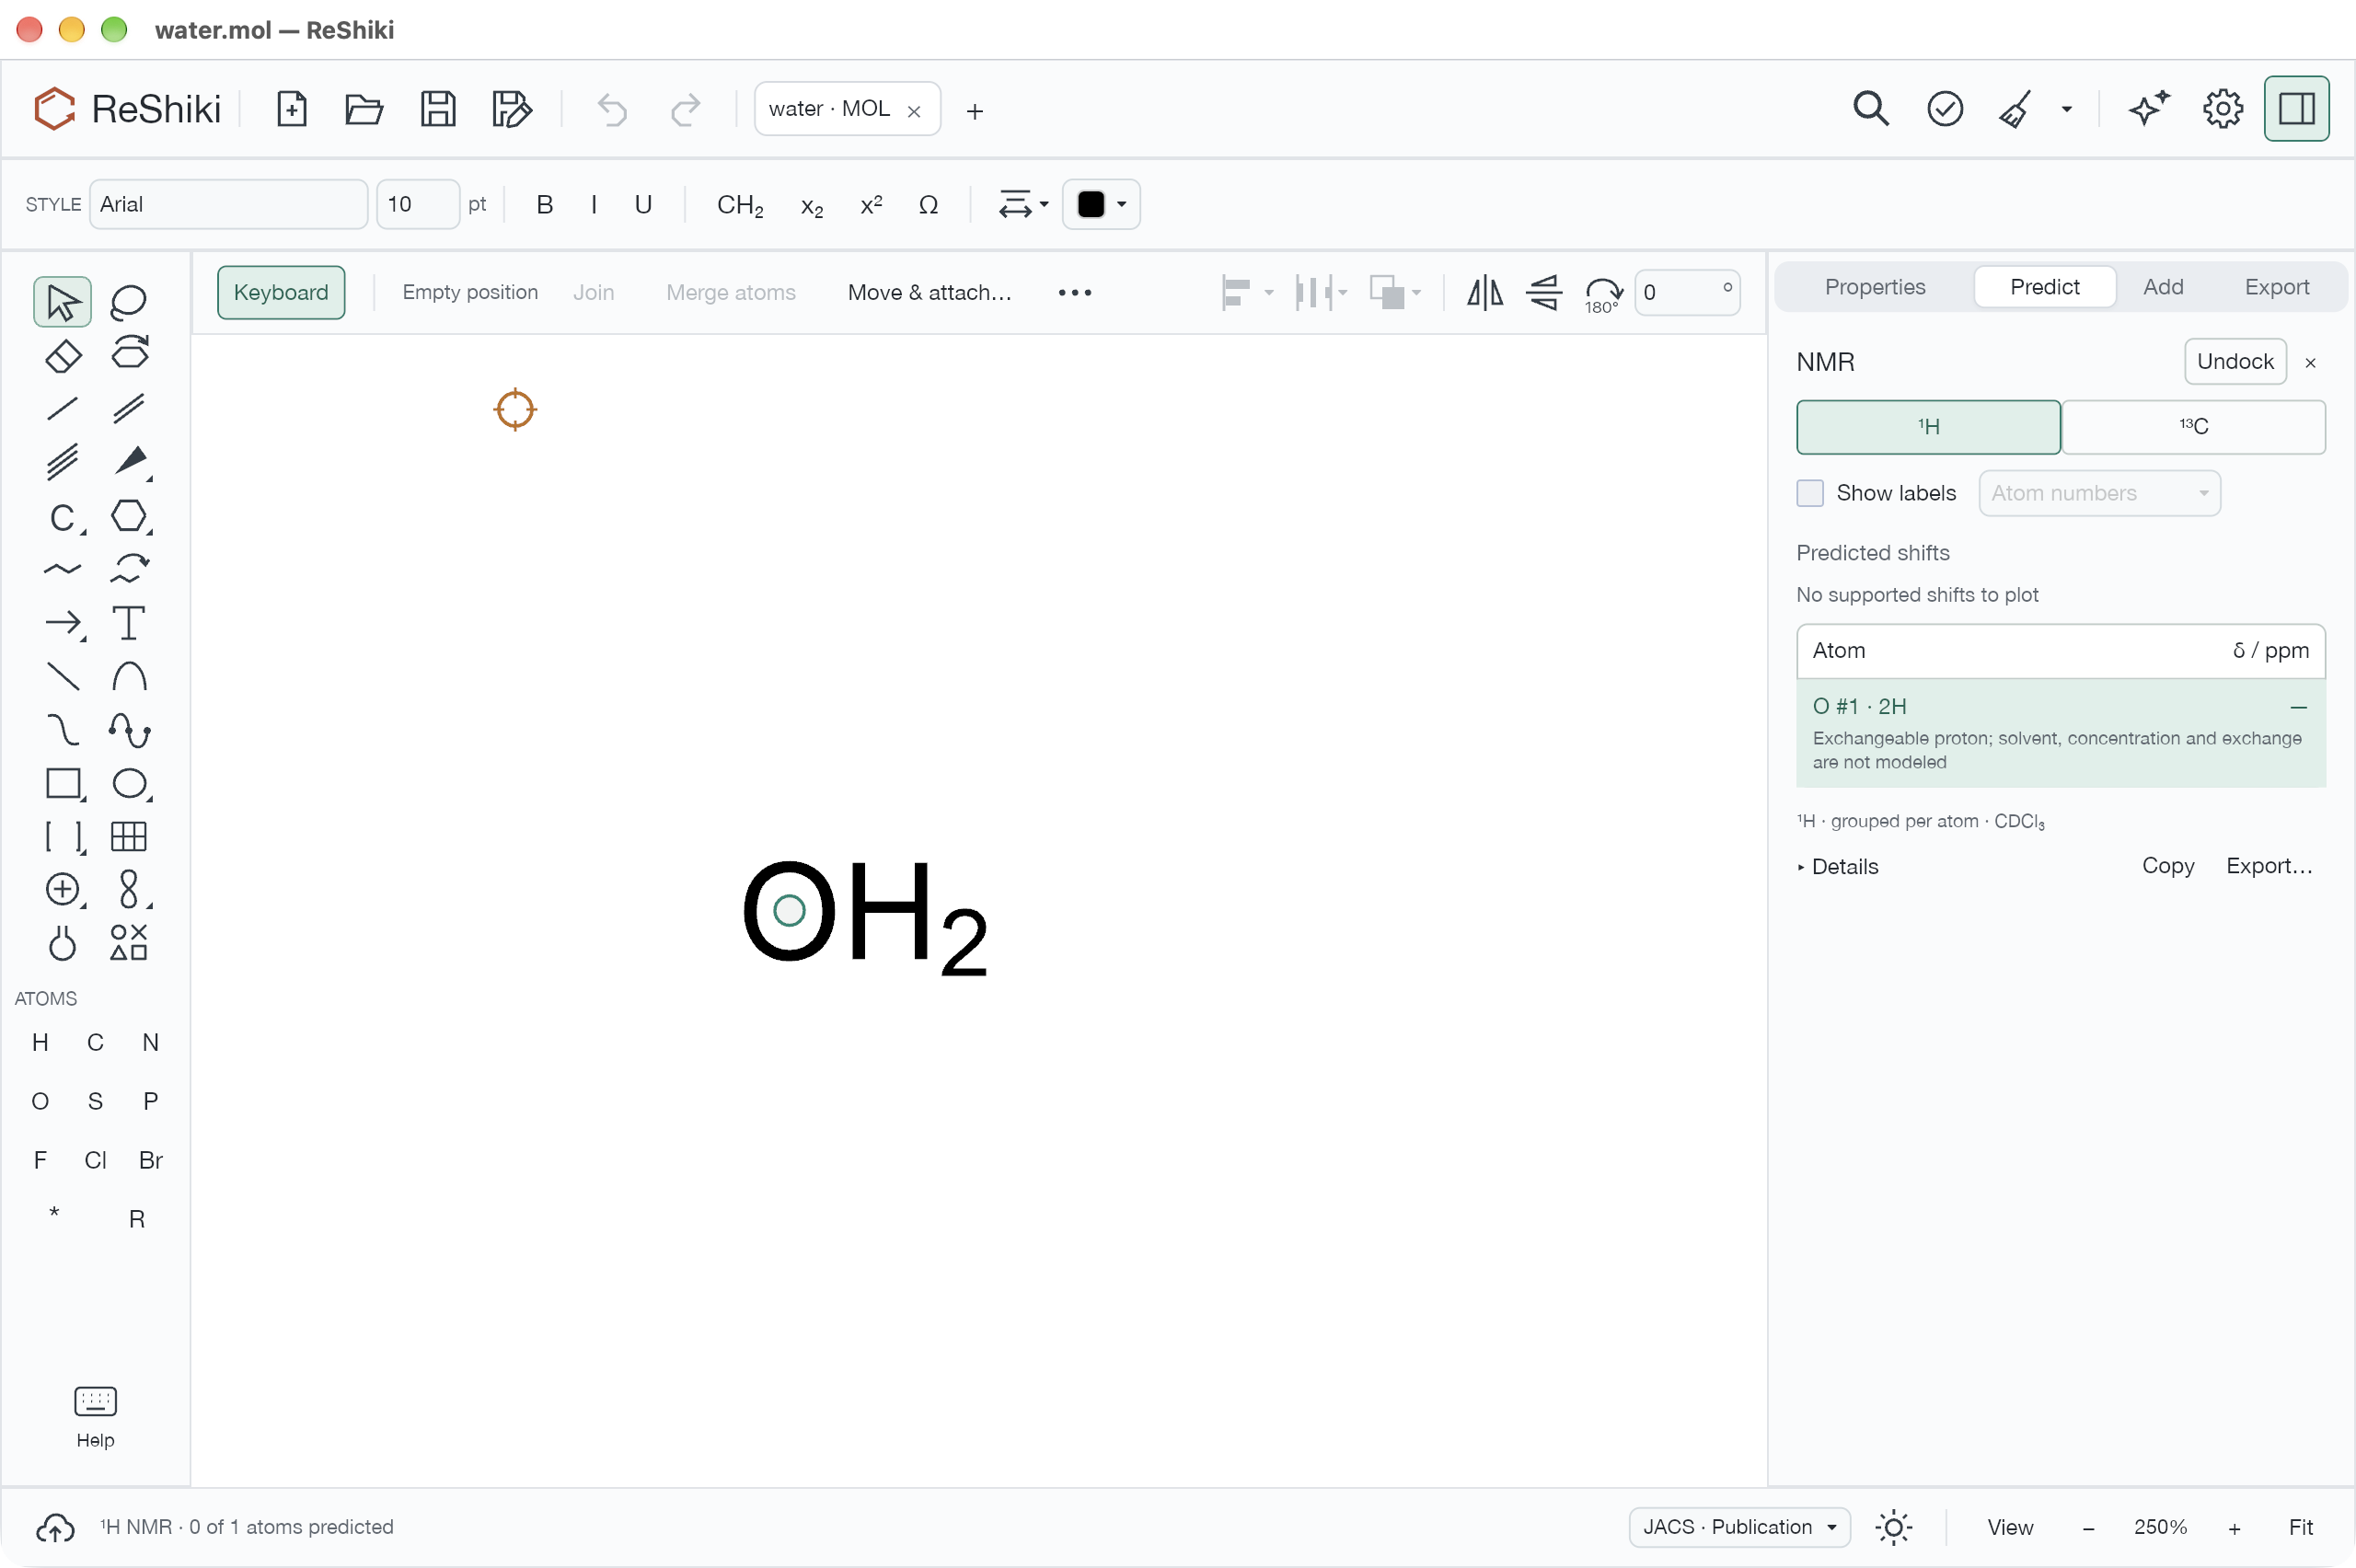 water.mol — ReShiki
ReShiki
water · MOL ×
STYLE Arial 10 pt B I U CH₂ x₂ x² Ω
Keyboard Empty position Join Merge atoms Move & attach... 180° 0 °
Properties Predict Add Export
NMR Undock ×
¹H ¹³C
Show labels Atom numbers
Predicted shifts
No supported shifts to plot
Atom δ / ppm
O #1 · 2H —
Exchangeable proton; solvent, concentration and exchange
are not modeled
¹H · grouped per atom · CDCl₃
Details Copy Export...
OH₂
C
T
[ ]
ATOMS
H C N
O S P
F Cl Br
* R
Help
¹H NMR · 0 of 1 atoms predicted
JACS · Publication View − 250% + Fit